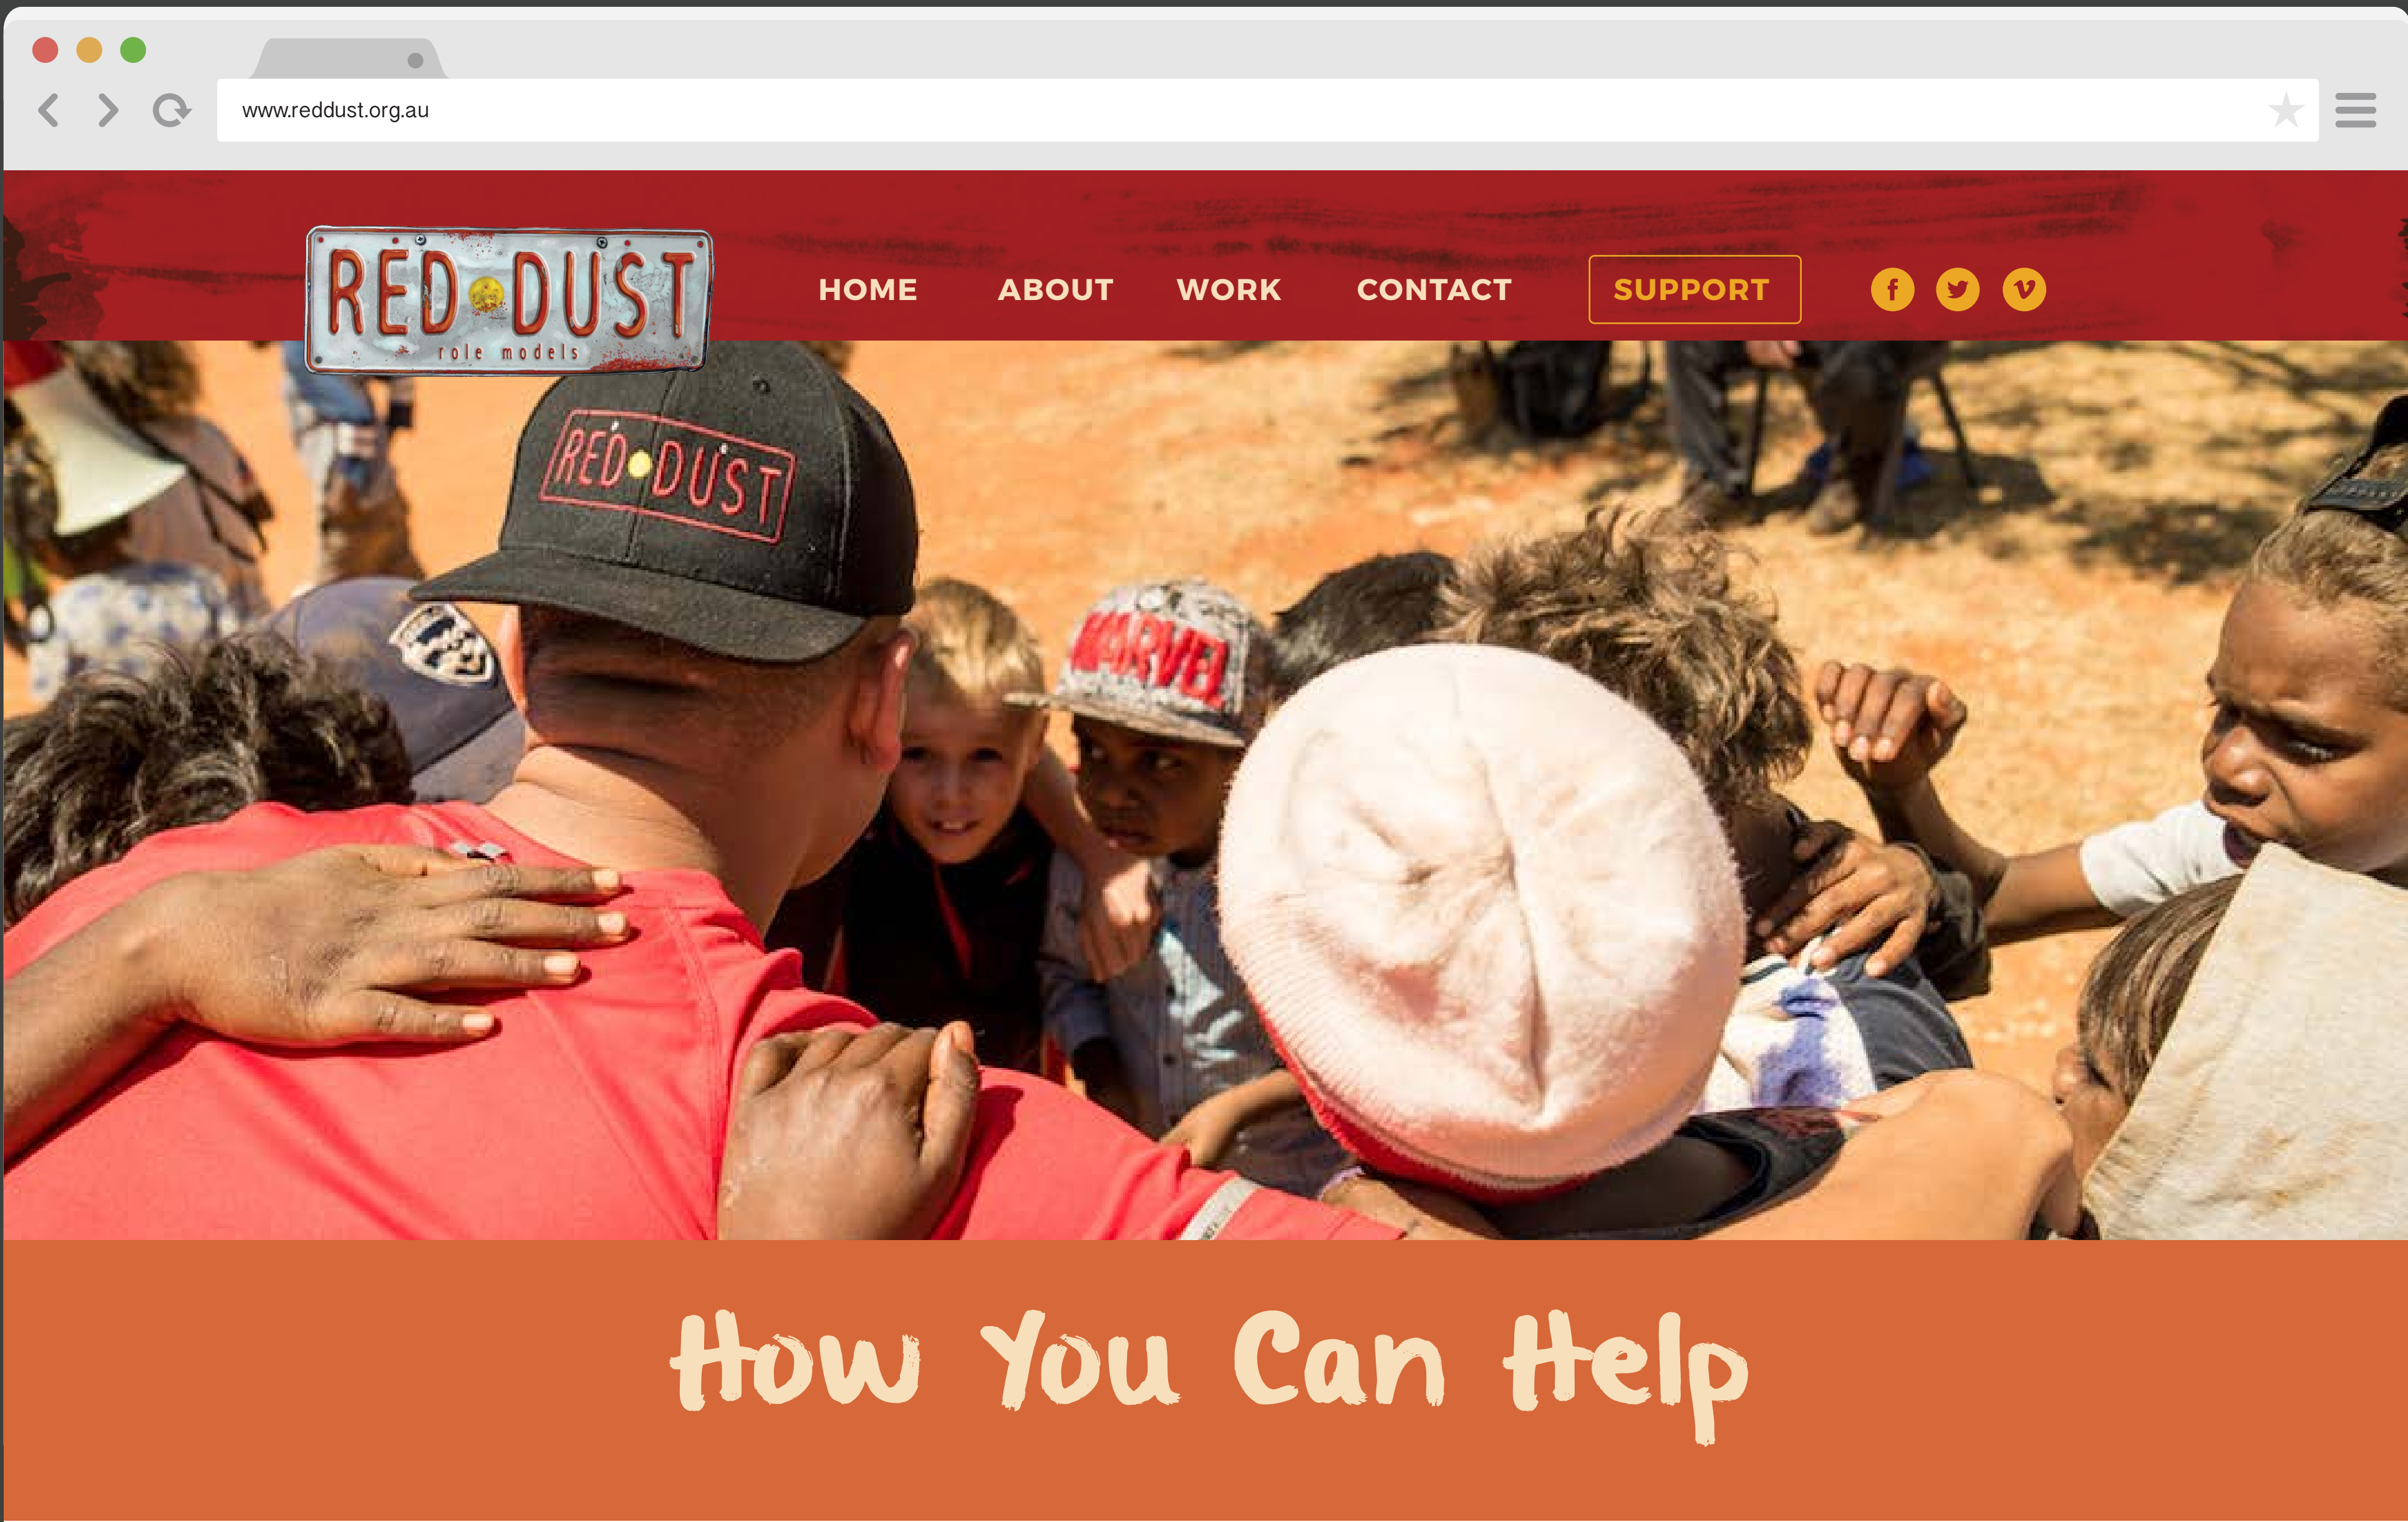 www.reddust.org.au
RED DUST
role models
HOME ABOUT WORK CONTACT SUPPORT
RED DUST
MARVEL
How You Can Help